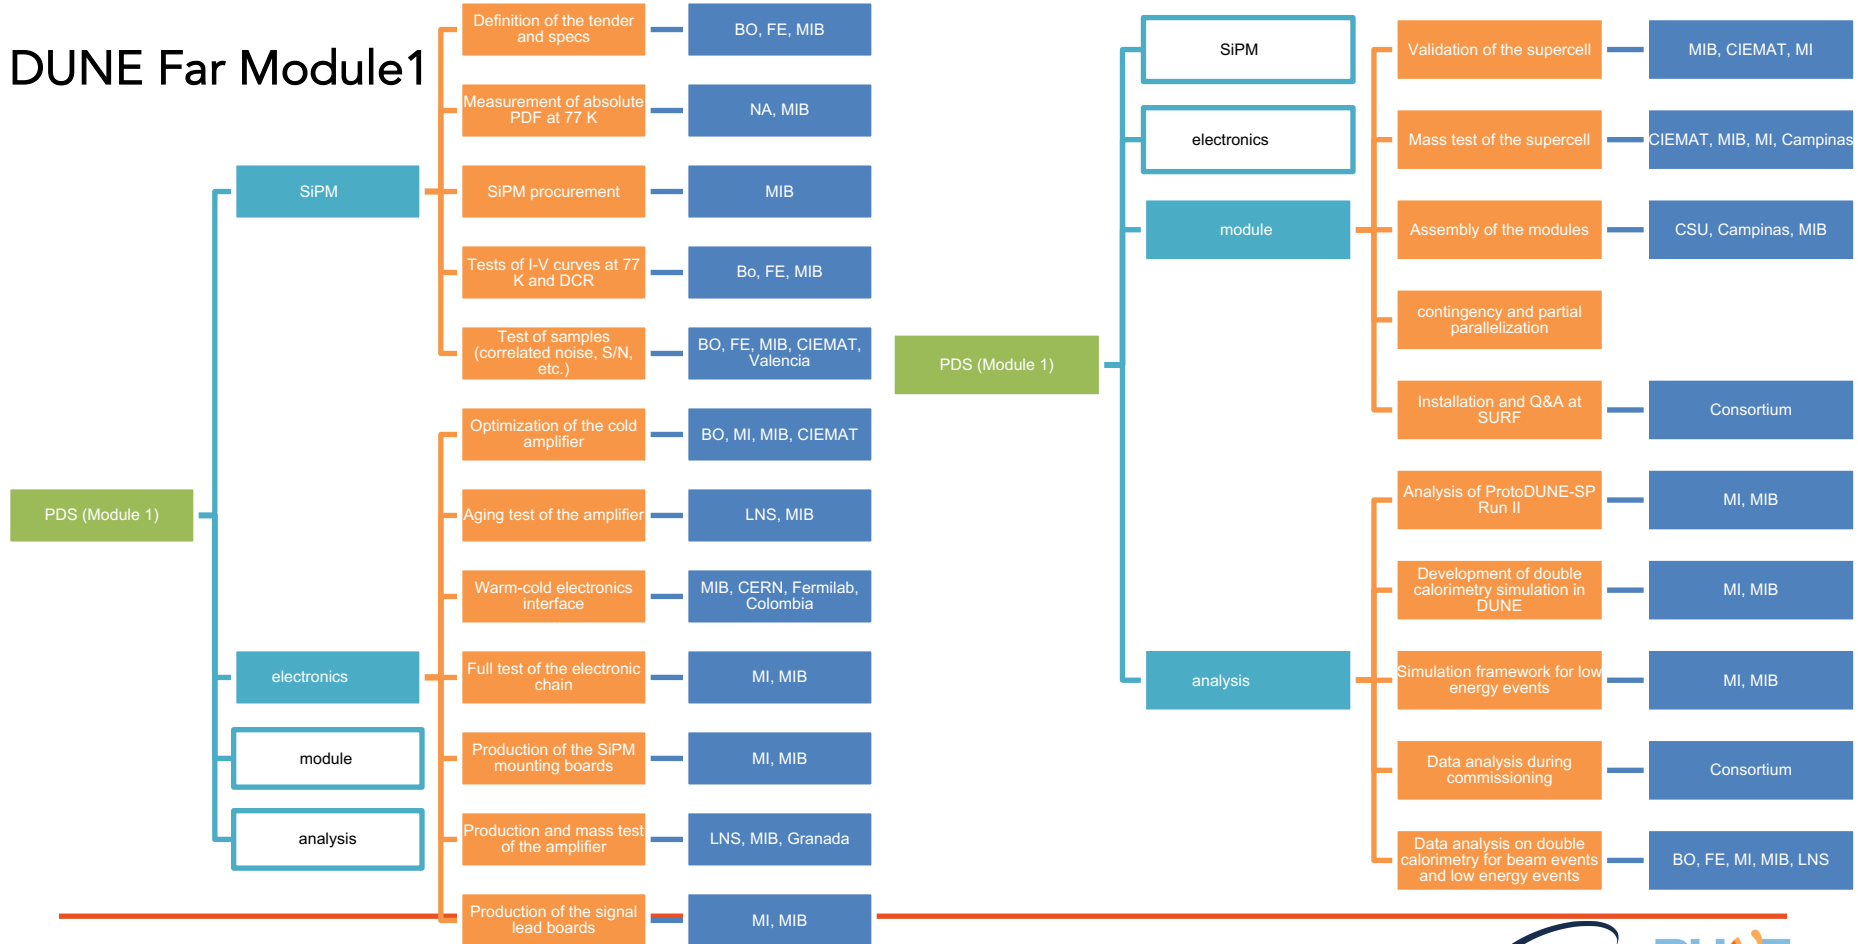 DUNE Far Module1
PDS (Module 1)
SiPM
Definition of the tender
and specs
BO, FE, MIB
Measurement of absolute
PDF at 77 K
NA, MIB
SiPM procurement
MIB
Tests of I-V curves at 77
K and DCR
Bo, FE, MIB
Test of samples
(correlated noise, S/N,
etc.)
BO, FE, MIB, CIEMAT,
Valencia
electronics
Optimization of the cold
amplifier
BO, MI, MIB, CIEMAT
Aging test of the amplifier
LNS, MIB
Warm-cold electronics
interface
MIB, CERN, Fermilab,
Colombia
Full test of the electronic
chain
MI, MIB
Production of the SiPM
mounting boards
MI, MIB
Production and mass test
of the amplifier
LNS, MIB, Granada
Production of the signal
lead boards
MI, MIB
module
analysis
PDS (Module 1)
SiPM
electronics
module
Validation of the supercell
MIB, CIEMAT, MI
Mass test of the supercell
CIEMAT, MIB, MI, Campinas
Assembly of the modules
CSU, Campinas, MIB
contingency and partial
parallelization
Installation and Q&A at
SURF
Consortium
analysis
Analysis of ProtoDUNE-SP
Run II
MI, MIB
Development of double
calorimetry simulation in
DUNE
MI, MIB
Simulation framework for low
energy events
MI, MIB
Data analysis during
commissioning
Consortium
Data analysis on double
calorimetry for beam events
and low energy events
BO, FE, MI, MIB, LNS